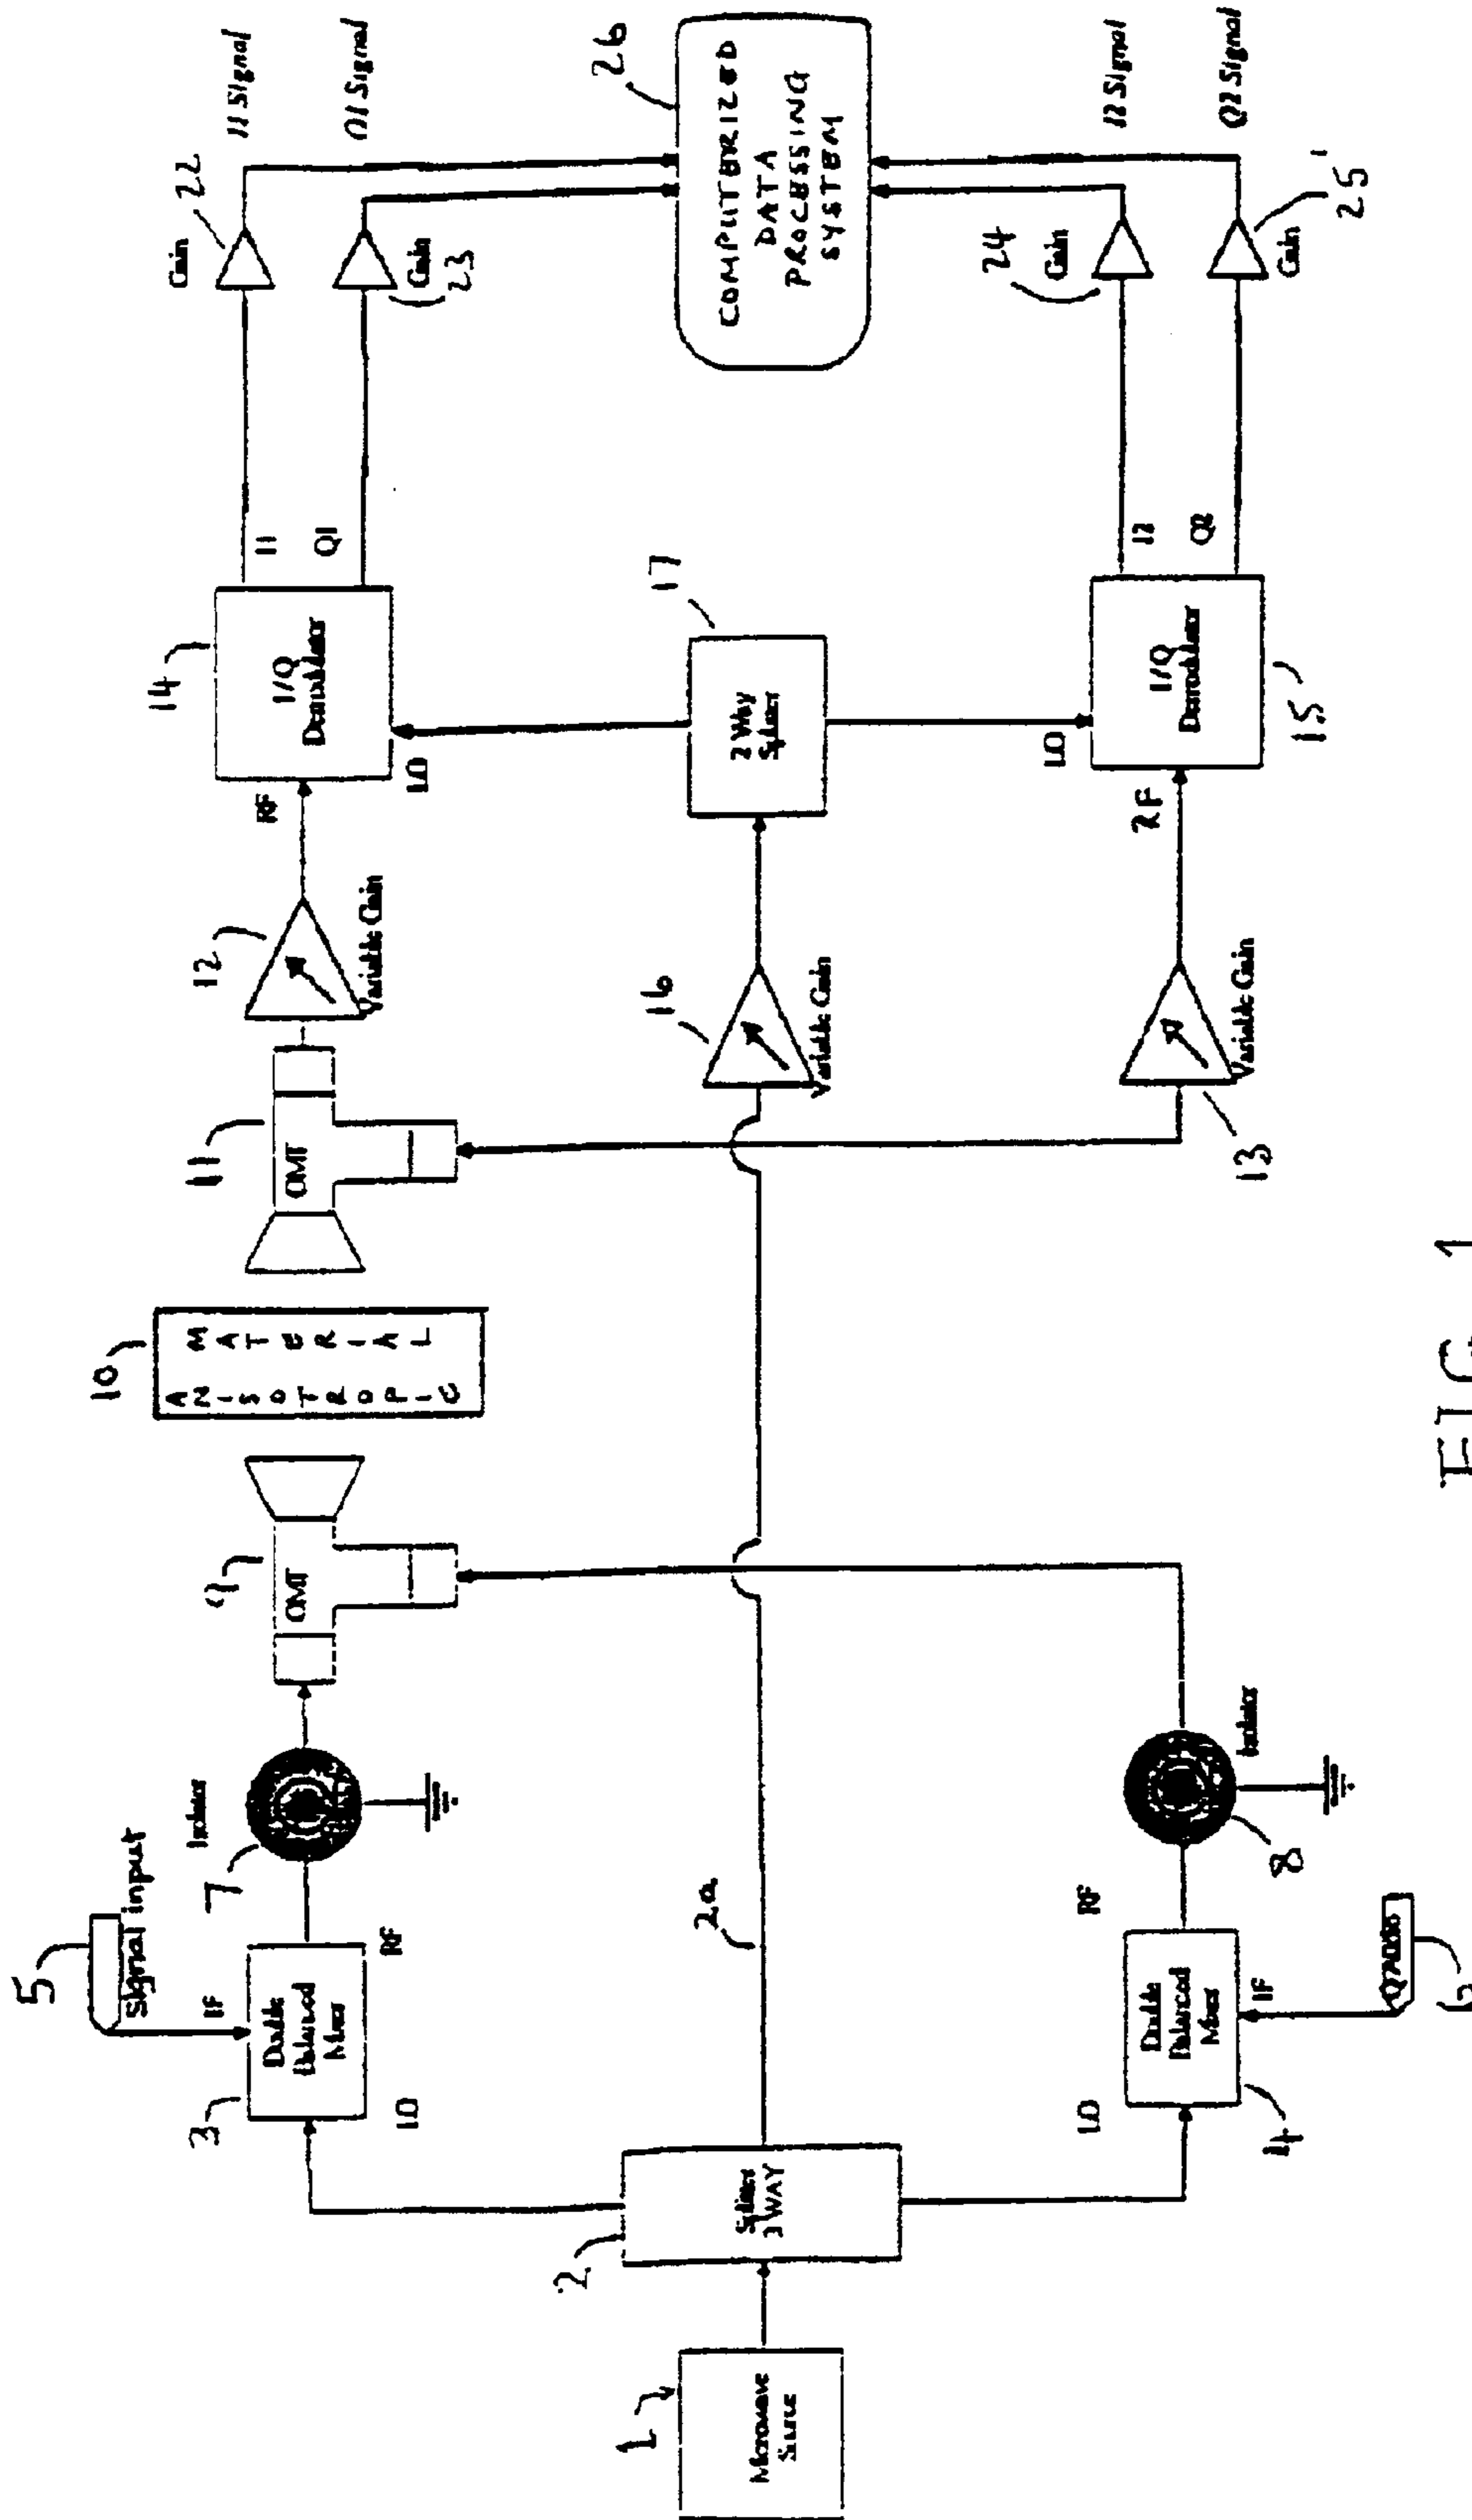 FIG. 1
1
Microwave
Source
2
Splitter
3 WAY
2a
3
Double
Balanced
Mixer
LO
IF
RF
5
Signal input
7
Isolator
9
OMT
10
ANISOTROPIC
MATERIAL
11
OMT
12
Variable Gain
RF
14
I/Q
Demodulator
LO
I1
Q1
Gain
22
Gain
23
I1 Signal
Q1 Signal
16
Variable Gain
17
2 Way
Splitter
26
COMPUTERIZED
DATA
PROCESSING
SYSTEM
4
Double
Balanced
Mixer
LO
IF
RF
6
8
Isolator
13
Variable Gain
RF
15
I/Q
Demodulator
LO
I2
Q2
24
Gain
25
Gain
I2 Signal
Q2 Signal